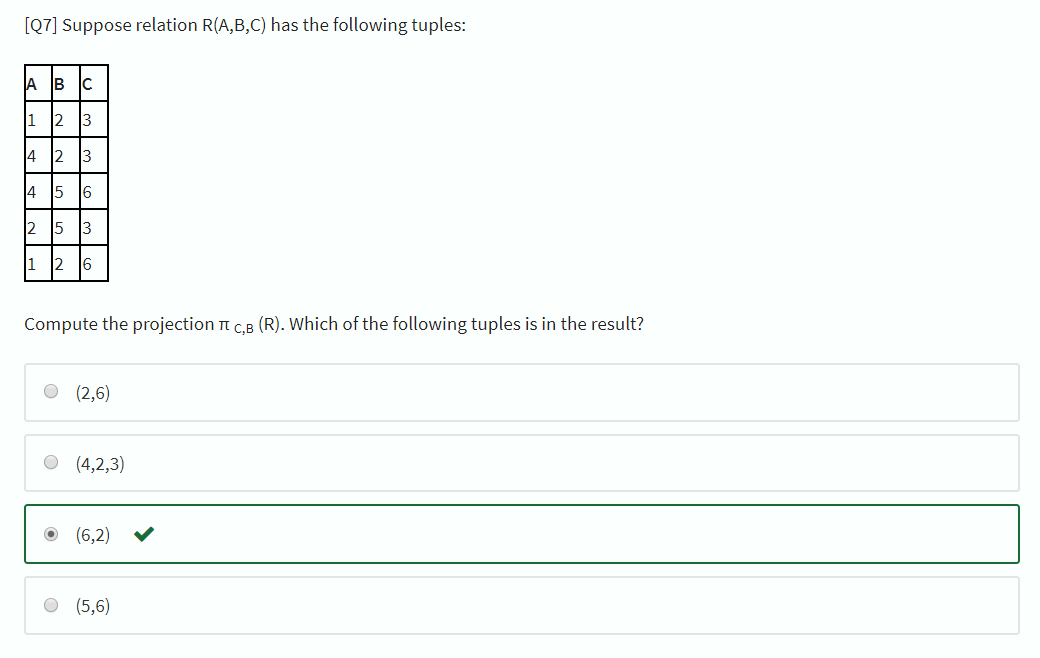 [Q7] Suppose relation R(A,B,C) has the following tuples:
A B C
1 2 3
4 2 3
4 5 6
2 5 3
1 2 6
Compute the projection π C,B (R). Which of the following tuples is in the result?
(2,6)
(4,2,3)
(6,2)
(5,6)